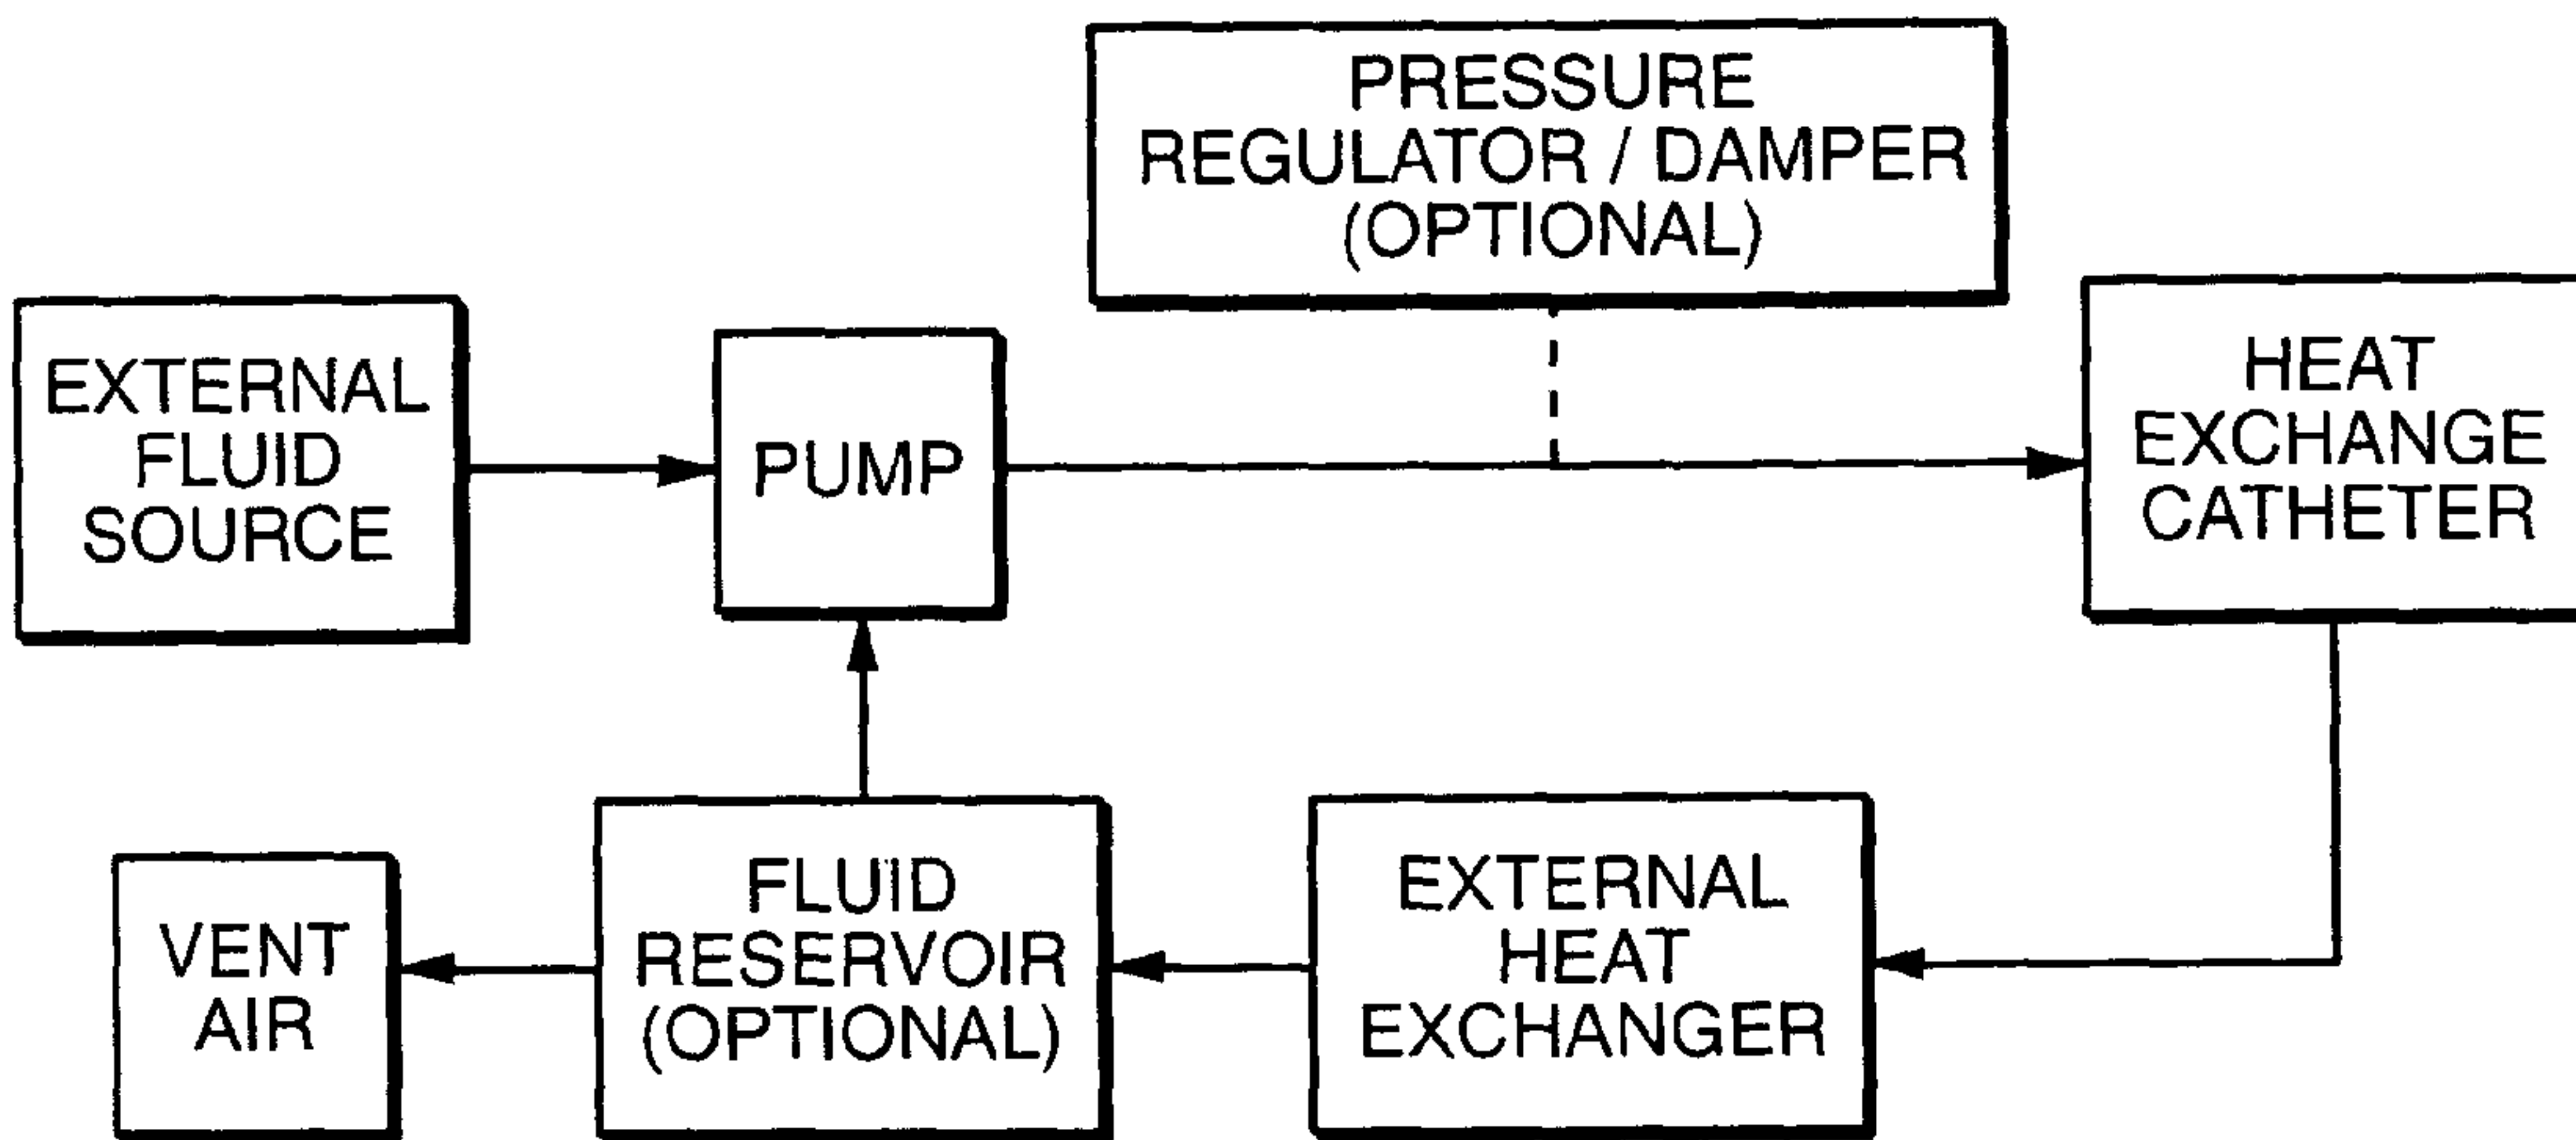 PRESSURE
REGULATOR / DAMPER
(OPTIONAL)
EXTERNAL
FLUID
SOURCE
PUMP
HEAT
EXCHANGE
CATHETER
VENT
AIR
FLUID
RESERVOIR
(OPTIONAL)
EXTERNAL
HEAT
EXCHANGER